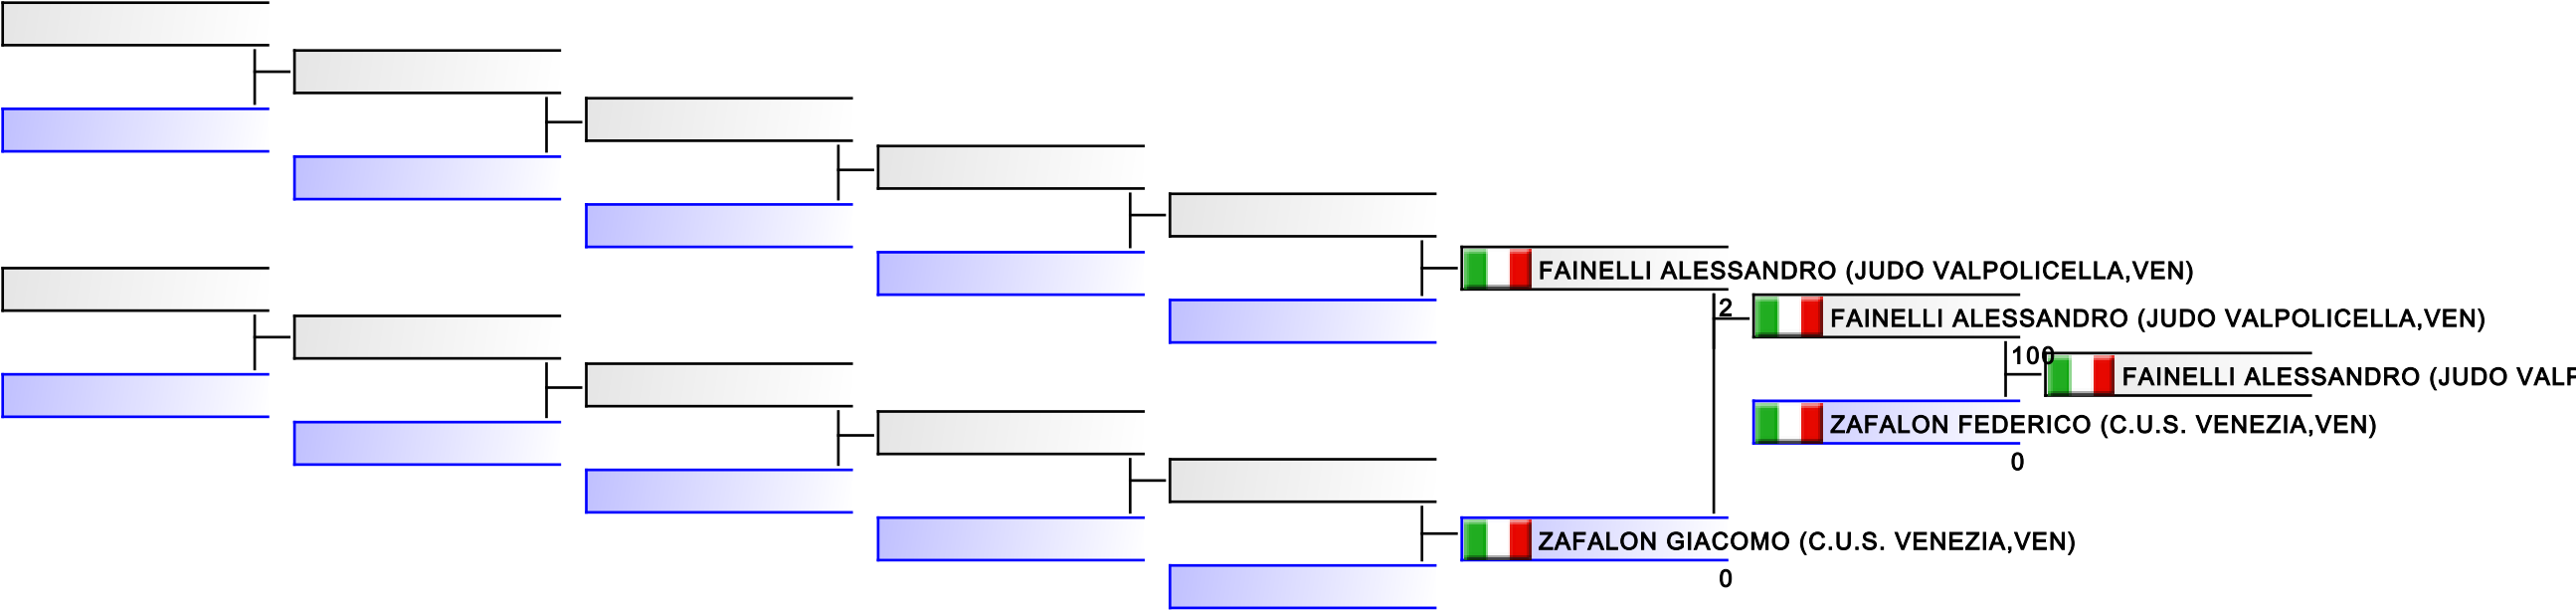 FAINELLI ALESSANDRO (JUDO VALPOLICELLA,VEN)
2
FAINELLI ALESSANDRO (JUDO VALPOLICELLA,VEN)
100
FAINELLI ALESSANDRO (JUDO VALP
ZAFALON FEDERICO (C.U.S. VENEZIA,VEN)
0
ZAFALON GIACOMO (C.U.S. VENEZIA,VEN)
0